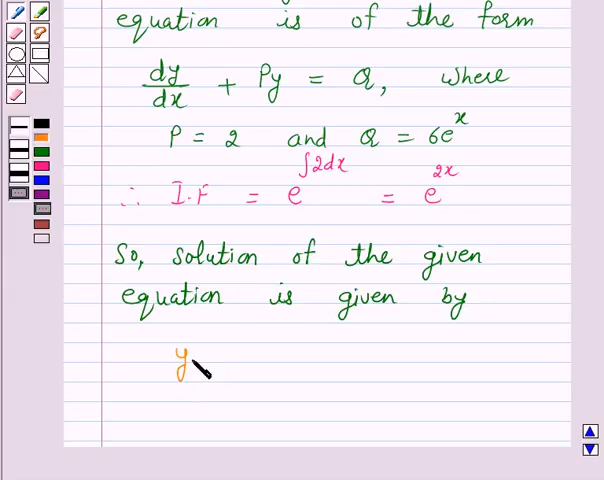 equation is of the form
dy/dx + Py = Q, where
P = 2 and Q = 6e^x
∴ I.F = e^∫2dx = e^2x
So, solution of the given
equation is given by
y